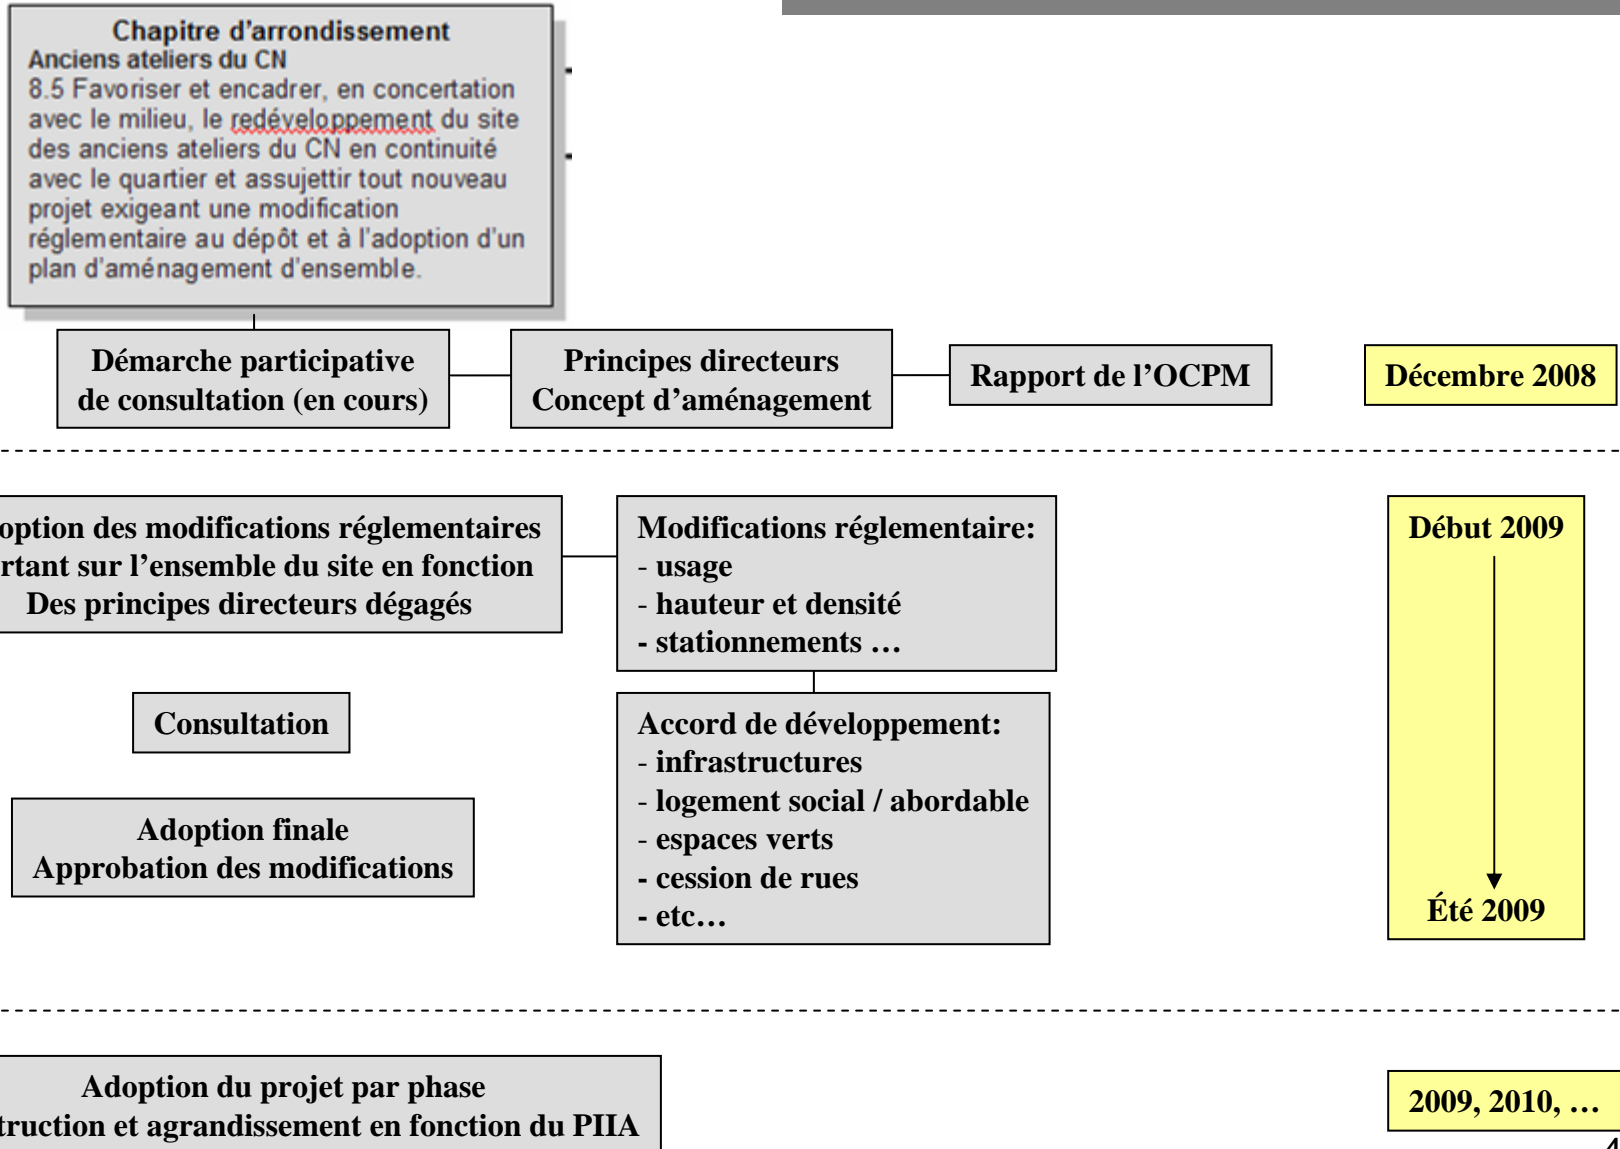 Chapitre d'arrondissement
Anciens ateliers du CN
8.5 Favoriser et encadrer, en concertation
avec le milieu, le redéveloppement du site
des anciens ateliers du CN en continuité
avec le quartier et assujettir tout nouveau
projet exigeant une modification
réglementaire au dépôt et à l'adoption d'un
plan d'aménagement d'ensemble.
Démarche participative
de consultation (en cours)
Principes directeurs
Concept d'aménagement
Rapport de l'OCPM
Décembre 2008
option des modifications réglementaires
rtant sur l'ensemble du site en fonction
Des principes directeurs dégagés
Modifications réglementaire:
- usage
- hauteur et densité
- stationnements …
Début 2009
Consultation
Accord de développement:
- infrastructures
- logement social / abordable
- espaces verts
- cession de rues
- etc…
Adoption finale
Approbation des modifications
Été 2009
Adoption du projet par phase
truction et agrandissement en fonction du PIIA
2009, 2010, …
4